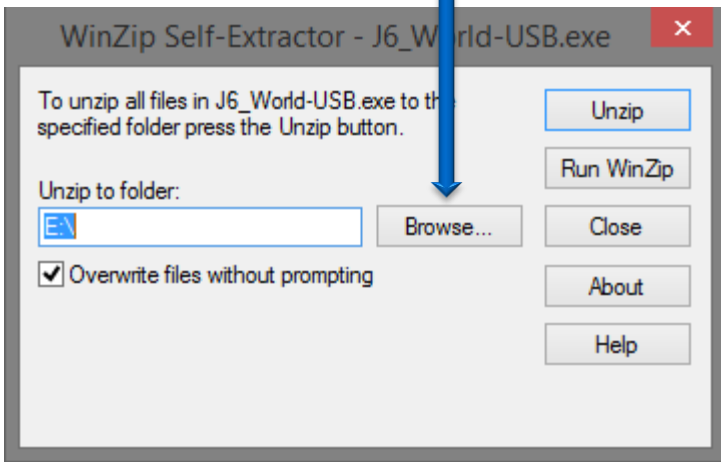 WinZip Self-Extractor - J6_World-USB.exe
To unzip all files in J6_World-USB.exe to the
specified folder press the Unzip button.
Unzip
Run WinZip
Unzip to folder:
E:\
Browse...
Close
Overwrite files without prompting
About
Help